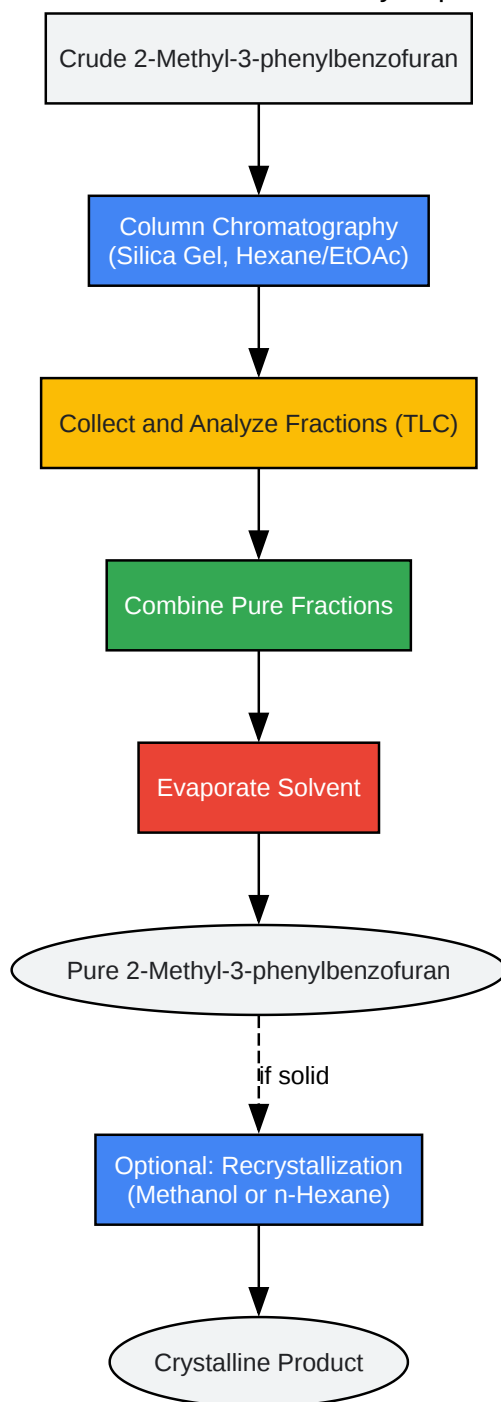 Crude 2-Methyl-3-phenylbenzofuran
Column Chromatography
(Silica Gel, Hexane/EtOAc)
Collect and Analyze Fractions (TLC)
Combine Pure Fractions
Evaporate Solvent
Pure 2-Methyl-3-phenylbenzofuran
if solid
Optional: Recrystallization
(Methanol or n-Hexane)
Crystalline Product